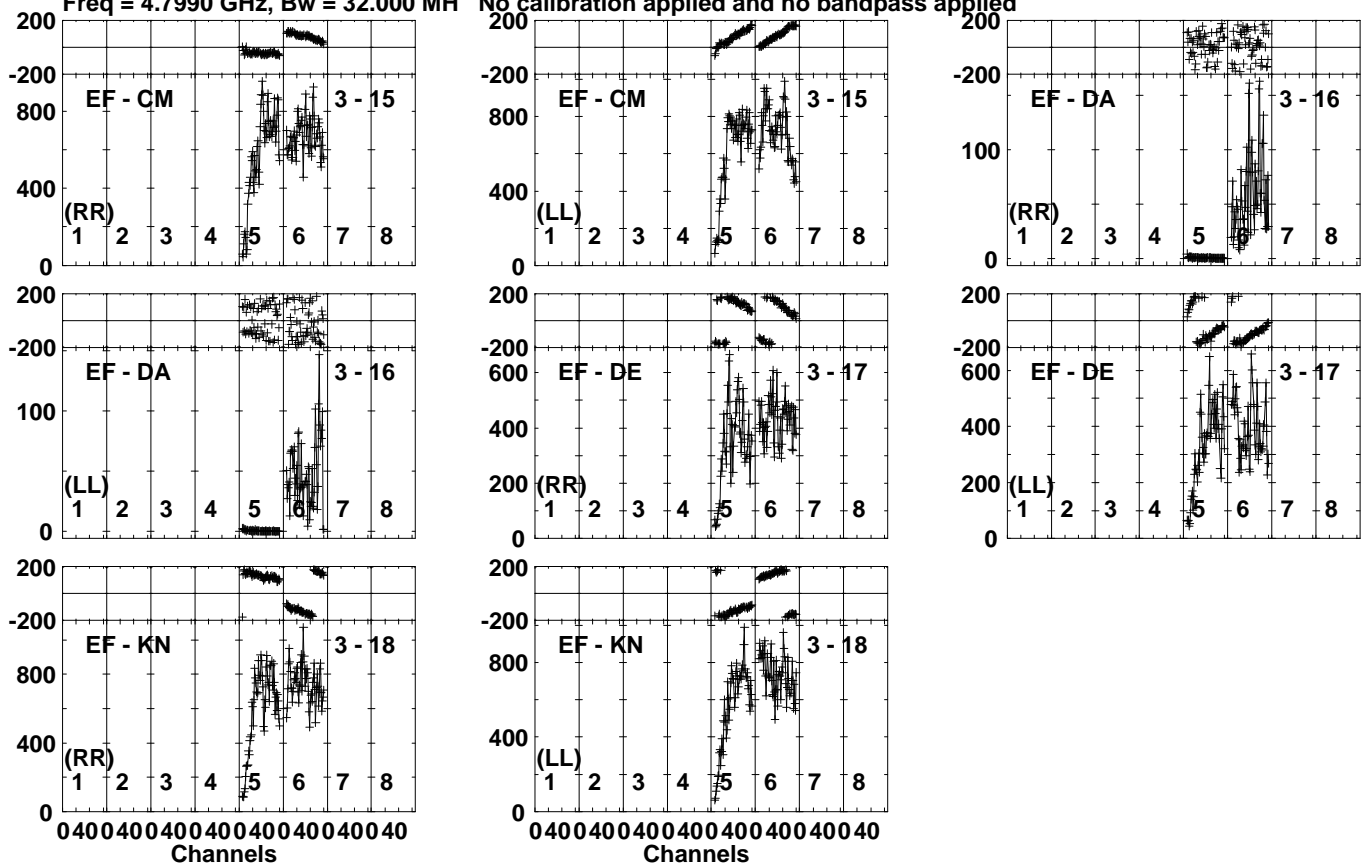 Freq = 4.7990 GHz, Bw = 32.000 MH No calibration applied and no bandpass applied
200
-200
EF - CM 3 - 15
800
400
(RR)
1 2 3 4 5 6 7 8
0
200
-200
EF - CM 3 - 15
800
400
(LL)
1 2 3 4 5 6 7 8
0
200
-200
EF - DA 3 - 16
100
(RR)
1 2 3 4 5 6 7 8
0
200
-200
EF - DA 3 - 16
100
(LL)
1 2 3 4 5 6 7 8
0
200
-200
EF - DE 3 - 17
600
400
200
(RR)
1 2 3 4 5 6 7 8
0
200
-200
EF - DE 3 - 17
600
400
200
(LL)
1 2 3 4 5 6 7 8
0
200
-200
EF - KN 3 - 18
800
400
(RR)
1 2 3 4 5 6 7 8
0
0 40 0 40 0 40 0 40 0 40 0 40 0 40 0 40
Channels
200
-200
EF - KN 3 - 18
800
400
(LL)
1 2 3 4 5 6 7 8
0
0 40 0 40 0 40 0 40 0 40 0 40 0 40 0 40
Channels